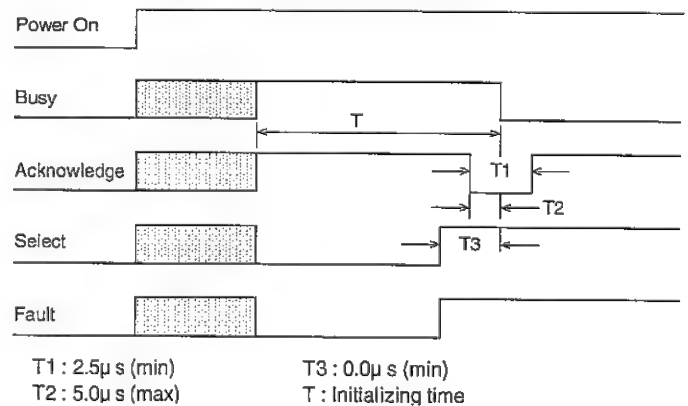 Power On
Busy
T
Acknowledge
T1
T2
Select
T3
Fault
T1 : 2.5μ s (min)
T3 : 0.0μ s (min)
T2 : 5.0μ s (max)
T : Initializing time